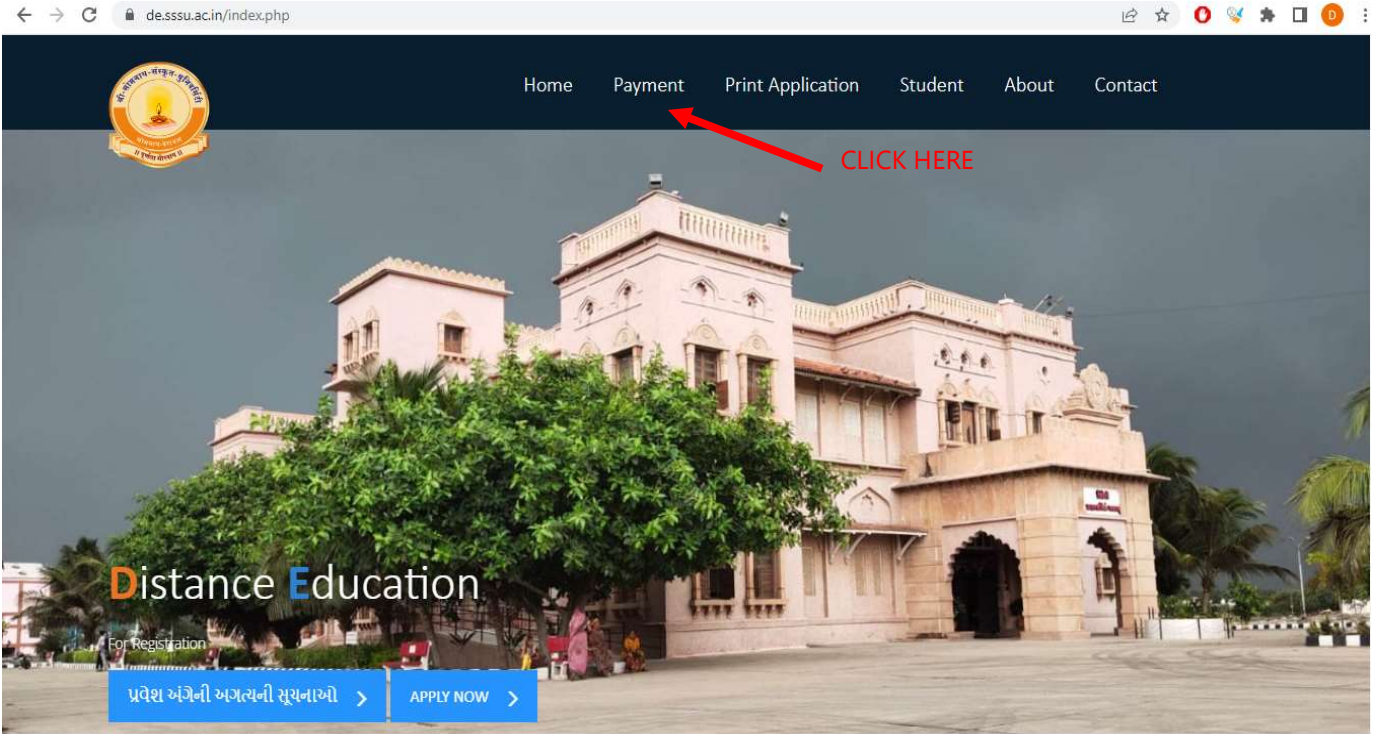 de.sssu.ac.in/index.php
D
Home Payment Print Application Student About Contact
CLICK HERE
Distance Education
For Registration
પ્રવેશ અંગેની અગત્યની સૂચનાઓ
APPLY NOW